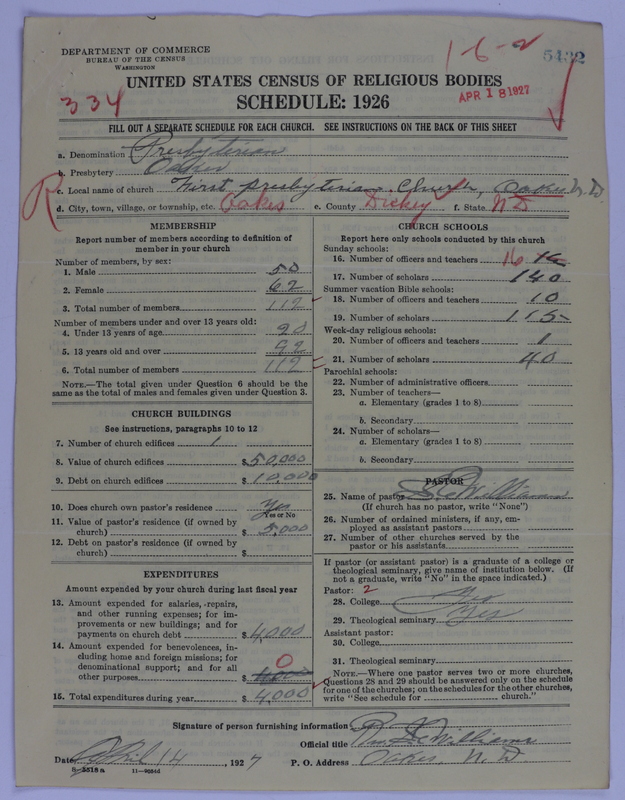 DEPARTMENT OF COMMERCE
BUREAU OF THE CENSUS
WASHINGTON
1-6-2
5432
UNITED STATES CENSUS OF RELIGIOUS BODIES
334
SCHEDULE: 1926
APR 18 1927
FILL OUT A SEPARATE SCHEDULE FOR EACH CHURCH. SEE INSTRUCTIONS ON THE BACK OF THIS SHEET
a. Denomination Presbyterian
b. Presbytery Oakes
R
c. Local name of church First Presbyterian Church, Oakes N. D
d. City, town, village, or township, etc. Oakes e. County Dickey f. State ND
MEMBERSHIP
Report number of members according to definition of member in your church
Number of members, by sex:
1. Male 50
2. Female 62
3. Total number of members 112
Number of members under and over 13 years old:
4. Under 13 years of age 20
5. 13 years old and over 92
6. Total number of members 112
NOTE.—The total given under Question 6 should be the same as the total of males and females given under Question 3.
CHURCH BUILDINGS
See instructions, paragraphs 10 to 12
7. Number of church edifices 1
8. Value of church edifices $50,000
9. Debt on church edifices $10,000
10. Does church own pastor's residence Yes
Yes or No
11. Value of pastor's residence (if owned by church) $5,000
12. Debt on pastor's residence (if owned by church) $
EXPENDITURES
Amount expended by your church during last fiscal year
13. Amount expended for salaries, repairs, and other running expenses; for improvements or new buildings; and for payments on church debt $4,000
14. Amount expended for benevolences, including home and foreign missions; for denominational support; and for all other purposes $ 0
15. Total expenditures during year $4,000
CHURCH SCHOOLS
Report here only schools conducted by this church
Sunday schools:
16. Number of officers and teachers 16 16
17. Number of scholars 140
Summer vacation Bible schools:
18. Number of officers and teachers 10
19. Number of scholars 115
Week-day religious schools:
20. Number of officers and teachers 1
21. Number of scholars 40
Parochial schools:
22. Number of administrative officers
23. Number of teachers—
a. Elementary (grades 1 to 8)
b. Secondary
24. Number of scholars—
a. Elementary (grades 1 to 8)
b. Secondary
PASTOR
25. Name of pastor Williams
(If church has no pastor, write "None")
26. Number of ordained ministers, if any, employed as assistant pastors
27. Number of other churches served by the pastor or his assistants
If pastor (or assistant pastor) is a graduate of a college or theological seminary, give name of institution below. (If not a graduate, write "No" in the space indicated.)
Pastor: 2
28. College Yes
29. Theological seminary Yes
Assistant pastor:
30. College
31. Theological seminary
NOTE.—Where one pastor serves two or more churches, Questions 28 and 29 should be answered only on the schedule for one of the churches; on the schedules for the other churches, write "See schedule for church."
Signature of person furnishing information Williams
Official title
Date April 14, 1927 P. O. Address Oakes N. D
8-5518 a 11-9054d